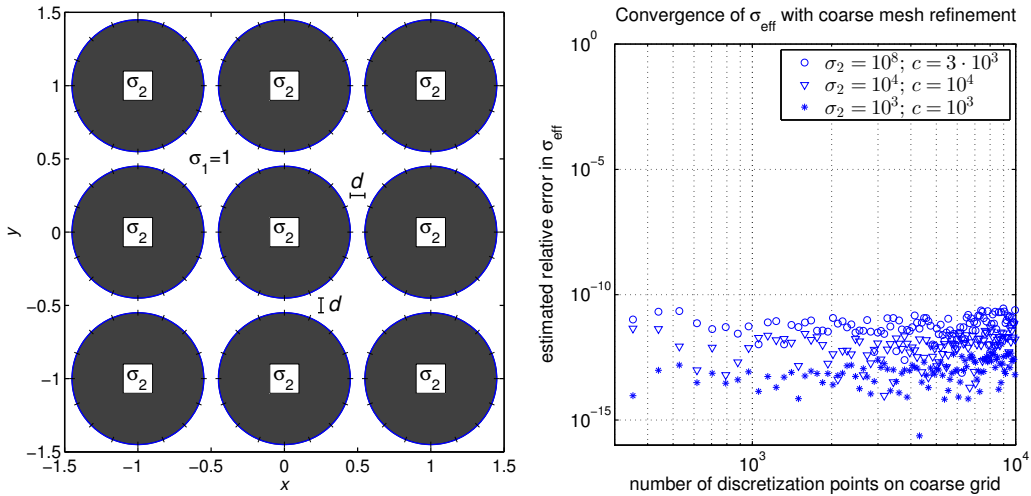 1.5
1
0.5
0
−0.5
−1
−1.5
y
σ2 σ2 σ2
σ1=1
d
σ2 σ2 σ2
d
σ2 σ2 σ2
−1.5 −1 −0.5 0 0.5 1 1.5
x
Convergence of σeff with coarse mesh refinement
σ2 = 10^8; c = 3 · 10^3
σ2 = 10^4; c = 10^4
σ2 = 10^3; c = 10^3
10^0
10^−5
10^−10
10^−15
estimated relative error in σeff
10^3 10^4
number of discretization points on coarse grid